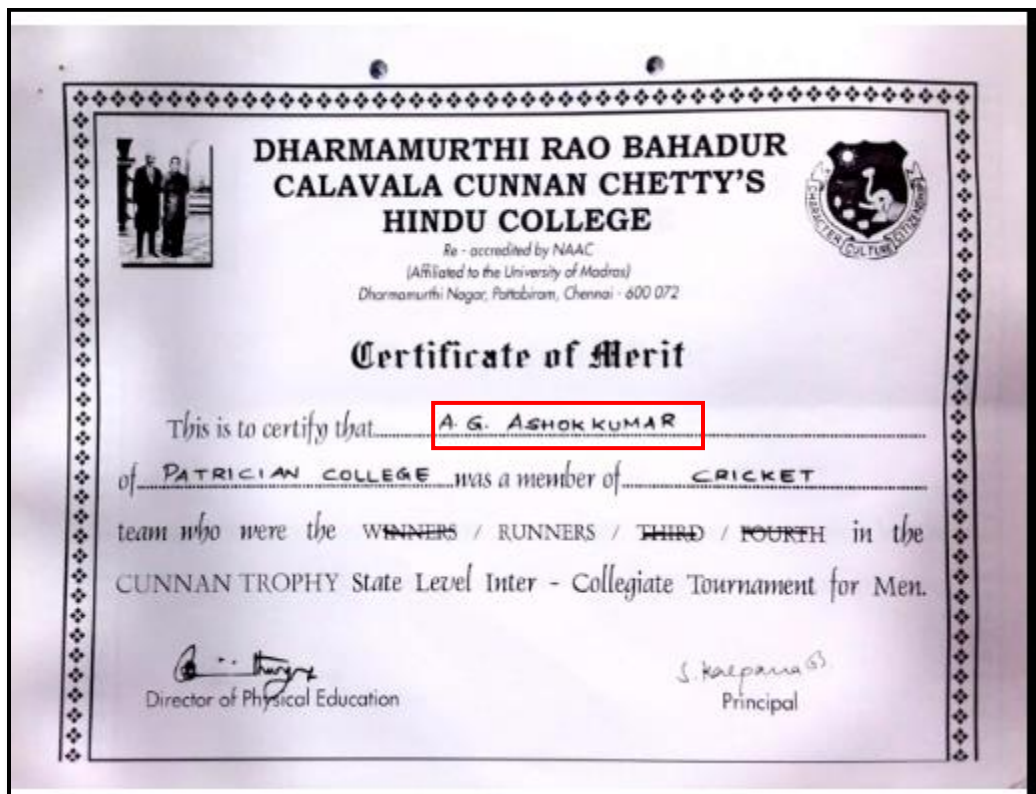 DHARMAMURTHI RAO BAHADUR
CALAVALA CUNNAN CHETTY'S
HINDU COLLEGE
Re - accredited by NAAC
(Affiliated to the University of Madras)
Dharmamurthi Nagar, Pattabiram, Chennai - 600 072
CHARACTER CULTURE CITIZENSHIP
Certificate of Merit
This is to certify that A. G. ASHOKKUMAR
of PATRICIAN COLLEGE was a member of CRICKET
team who were the WINNERS / RUNNERS / THIRD / FOURTH in the
CUNNAN TROPHY State Level Inter - Collegiate Tournament for Men.
S. Kalpana
Director of Physical Education
Principal